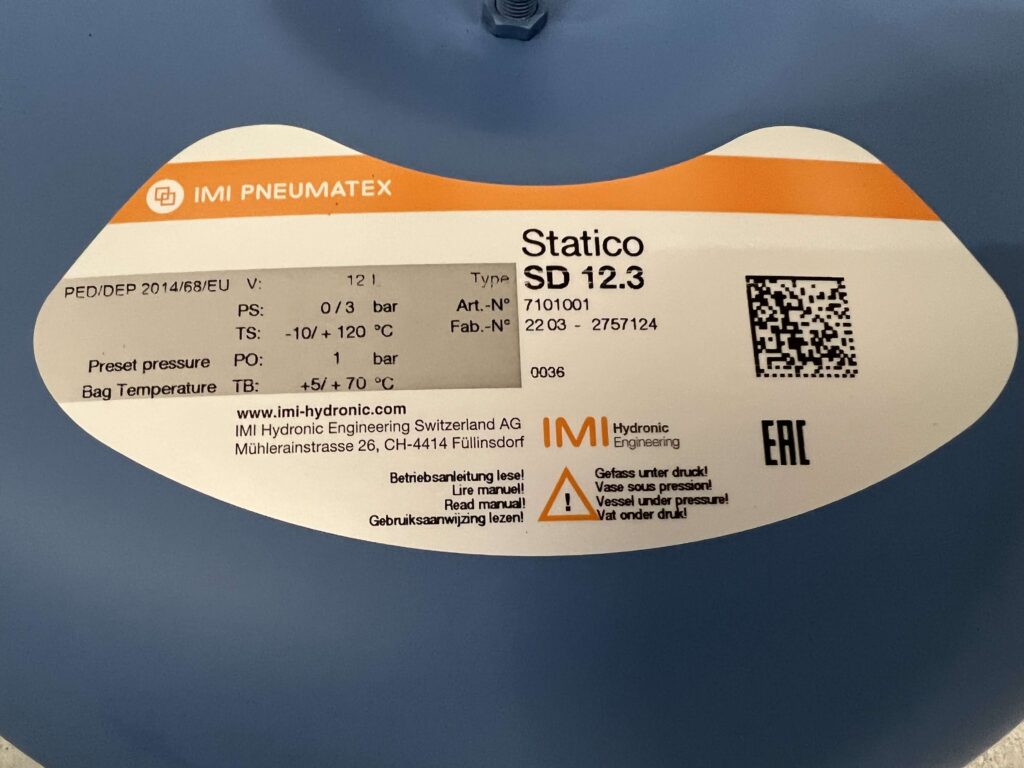 IMI PNEUMATEX
Statico
PED/DEP 2014/68/EU V: 12 l Type SD 12.3
PS: 0/3 bar Art.-N° 7101001
TS: -10/+120 °C Fab.-N° 2203 - 2757124
Preset pressure PO: 1 bar
0036
Bag Temperature TB: +5/+70 °C
www.imi-hydronic.com
IMI Hydronic Engineering Switzerland AG
Mühlerainstrasse 26, CH-4414 Füllinsdorf
IMI Hydronic
Engineering
EAC
Betriebsanleitung lese!
Lire manuel!
Read manual!
Gebruiksaanwijzing lezen!
!
Gefass unter druck!
Vase sous pression!
Vessel under pressure!
Vat onder druk!